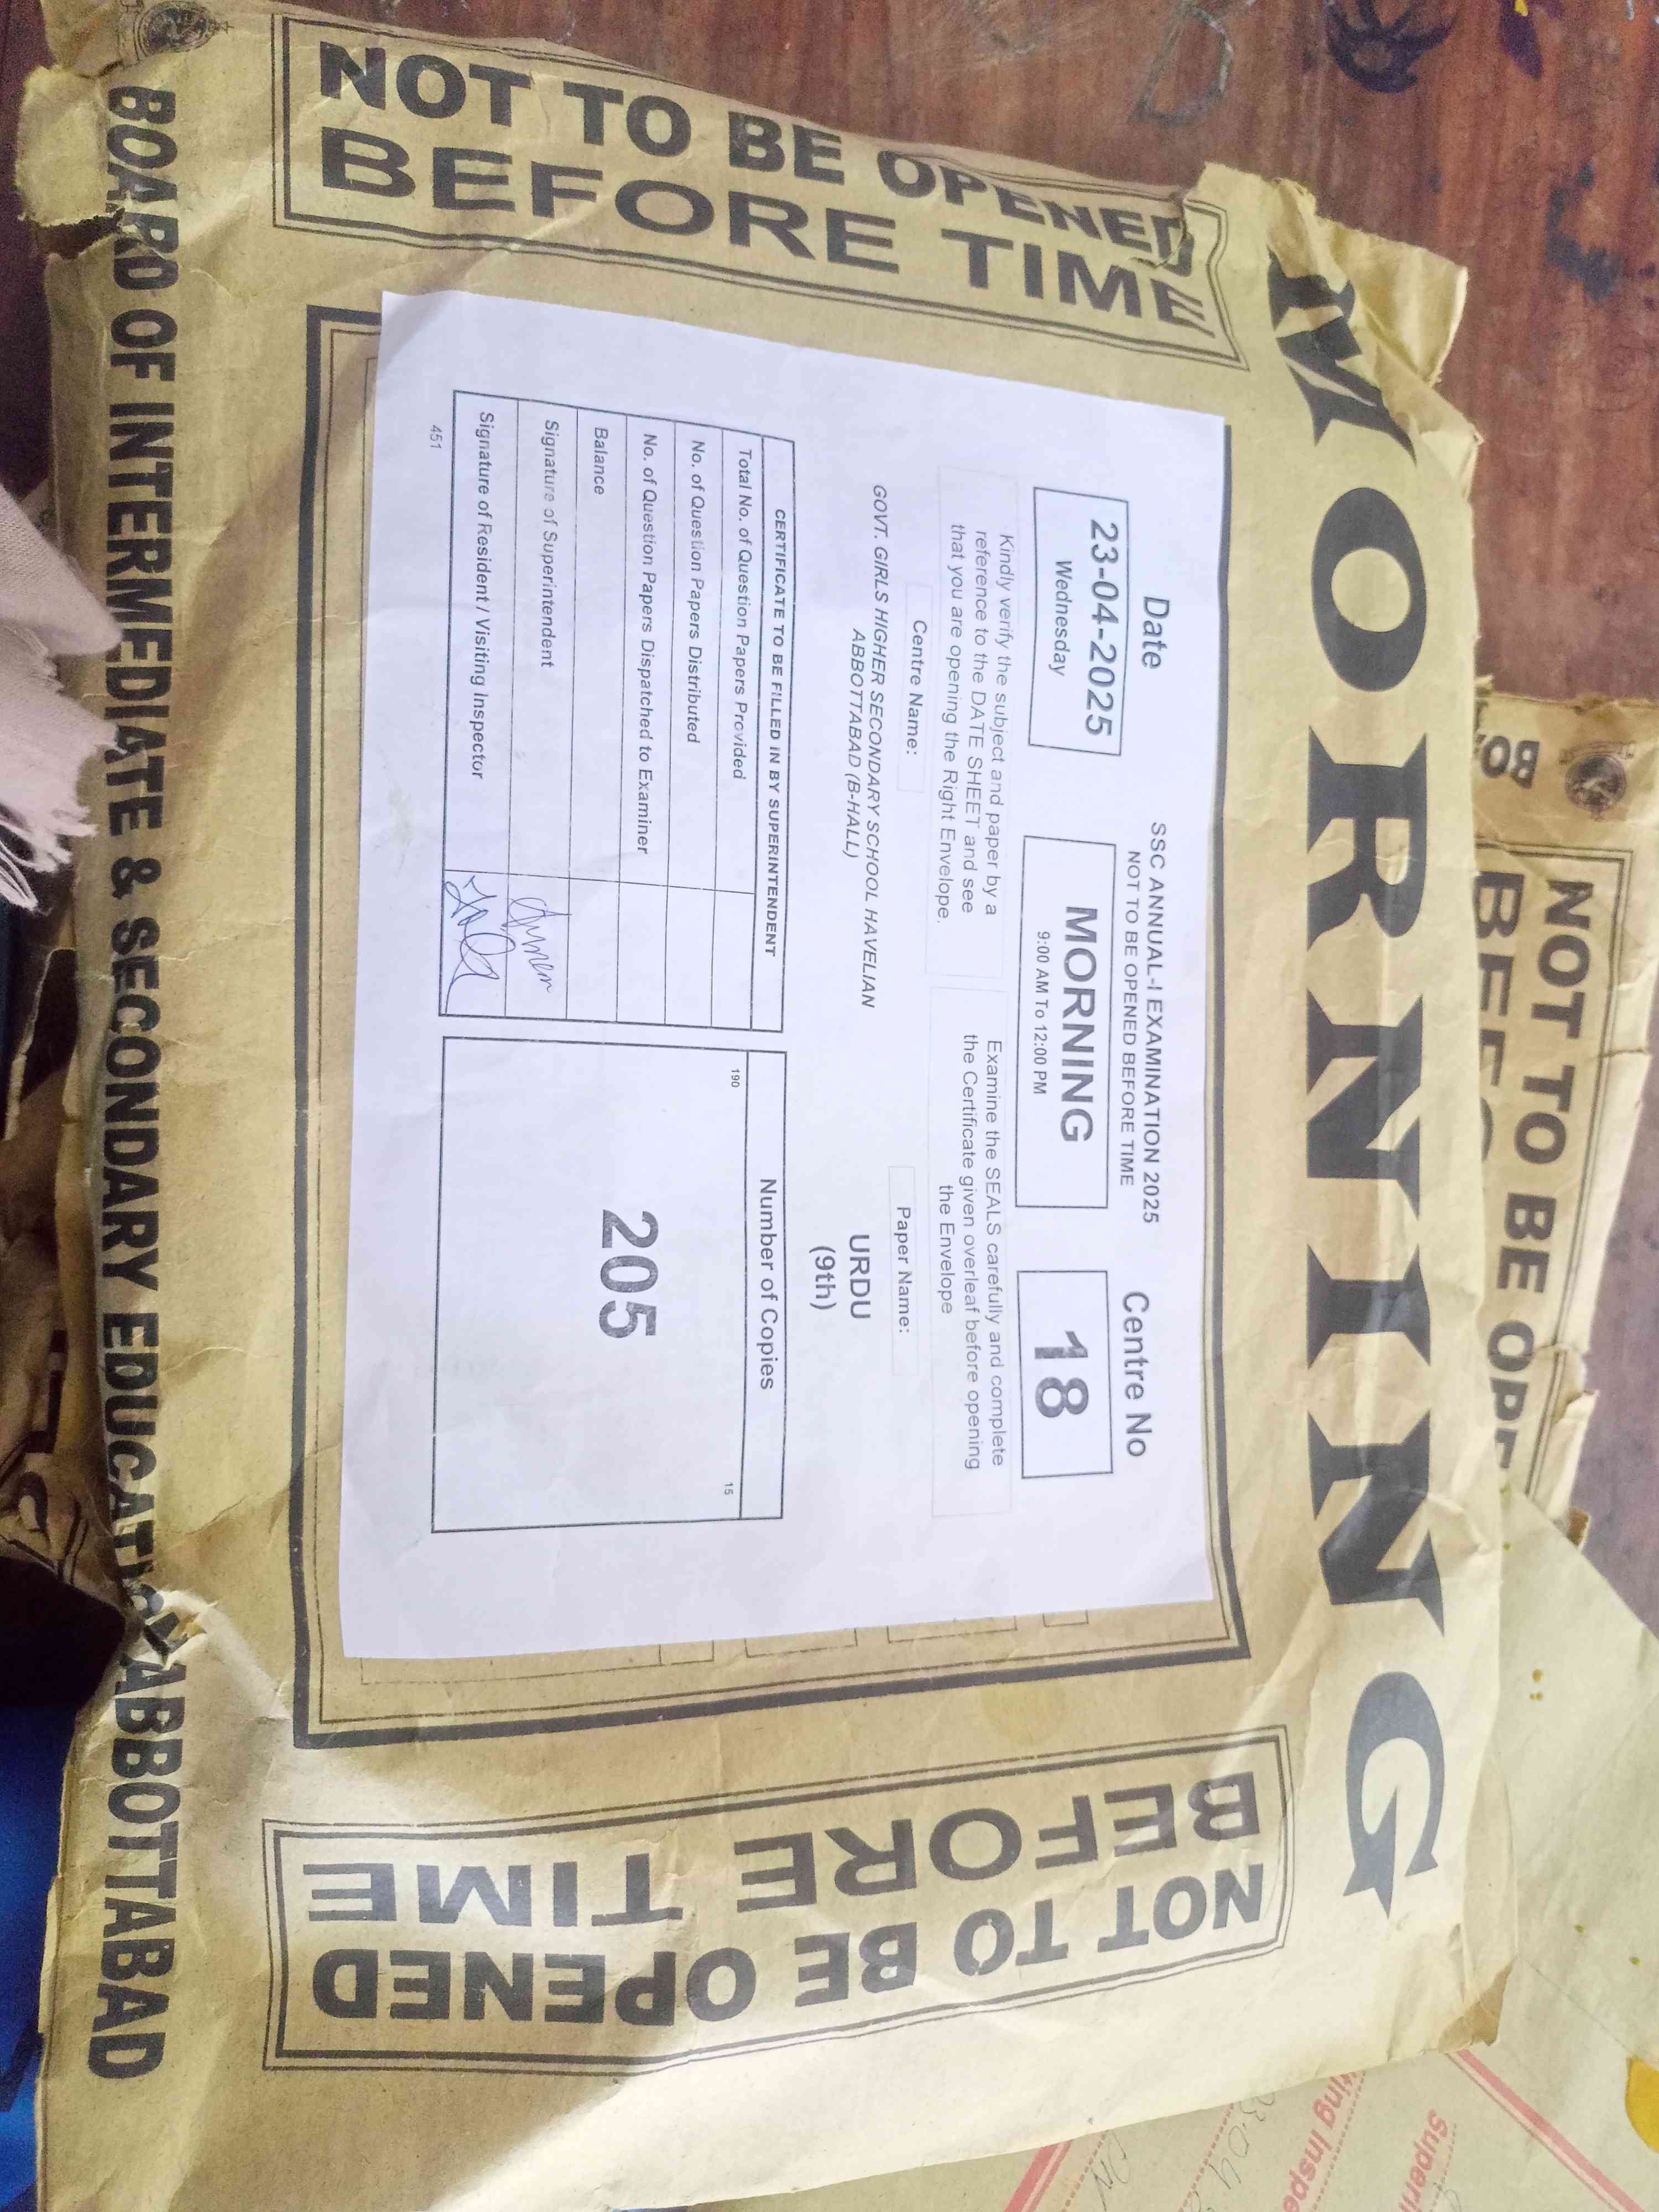 MORNING
NOT TO BE OPENED
BEFORE TIME
Date
23-04-2025
Wednesday
SSC ANNUAL-I EXAMINATION 2025
NOT TO BE OPENED BEFORE TIME
MORNING
9:00 AM To 12:00 PM
Centre No
18
Kindly verify the subject and paper by a
reference to the DATE SHEET and see
that you are opening the Right Envelope.
Examine the SEALS carefully and complete
the Certificate given overleaf before opening
the Envelope
Centre Name:
GOVT. GIRLS HIGHER SECONDARY SCHOOL HAVELIAN
ABBOTTABAD (B-HALL)
Paper Name:
URDU
(9th)
CERTIFICATE TO BE FILLED IN BY SUPERINTENDENT
Total No. of Question Papers Provided
No. of Question Papers Distributed
No. of Question Papers Dispatched to Examiner
Balance
Signature of Superintendent
Signature of Resident / Visiting Inspector
451
Number of Copies
190
15
205
NOT TO BE OPENED
BEFORE TIME
BOARD OF INTERMEDIATE & SECONDARY EDUCATION ABBOTTABAD
NOT TO BE OPE
BO